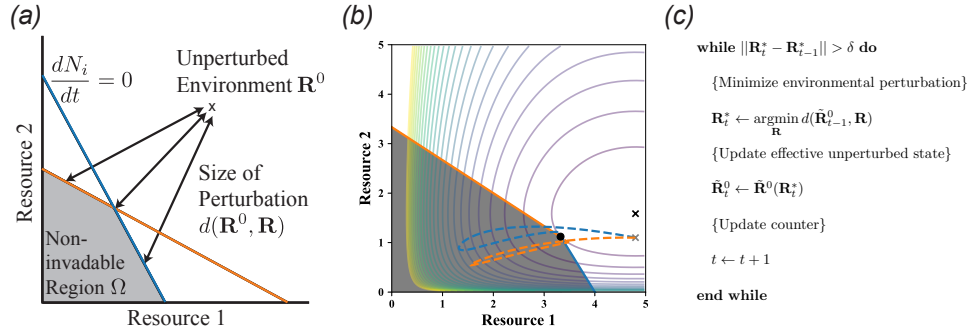 (a)
dN_i/dt = 0
Unperturbed
Environment R^0
x
Size of
Perturbation
d(R^0, R)
Non-
invadable
Region Ω
Resource 2
Resource 1
(b)
5
4
3
2
1
0
Resource 2
0 1 2 3 4 5
Resource 1
(c)
while ||R*_t − R*_{t−1}|| > δ do
{Minimize environmental perturbation}
R*_t ← argmin_R d(R̃^0_{t−1}, R)
{Update effective unperturbed state}
R̃^0_t ← R̃^0(R*_t)
{Update counter}
t ← t + 1
end while